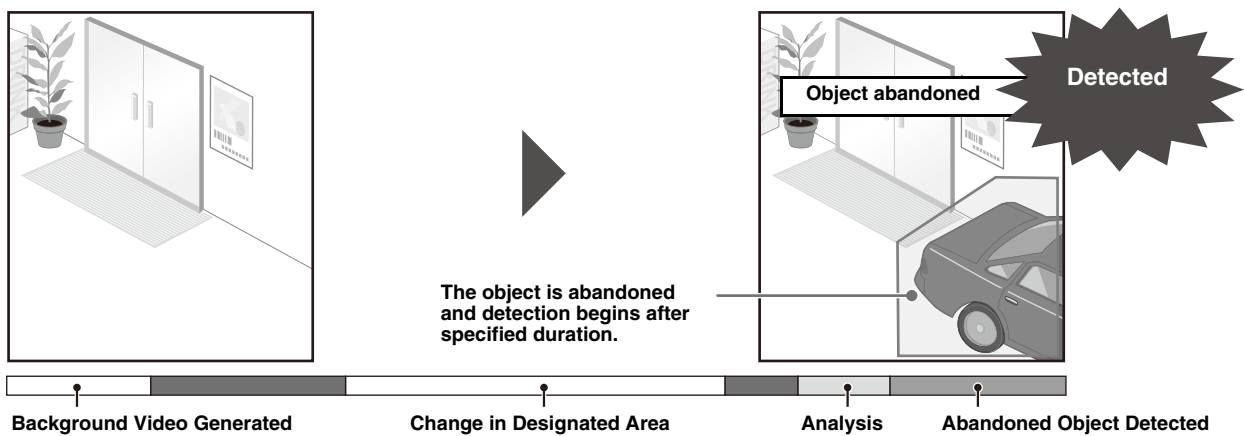 Object abandoned
Detected
The object is abandoned
and detection begins after
specified duration.
Background Video Generated
Change in Designated Area
Analysis
Abandoned Object Detected